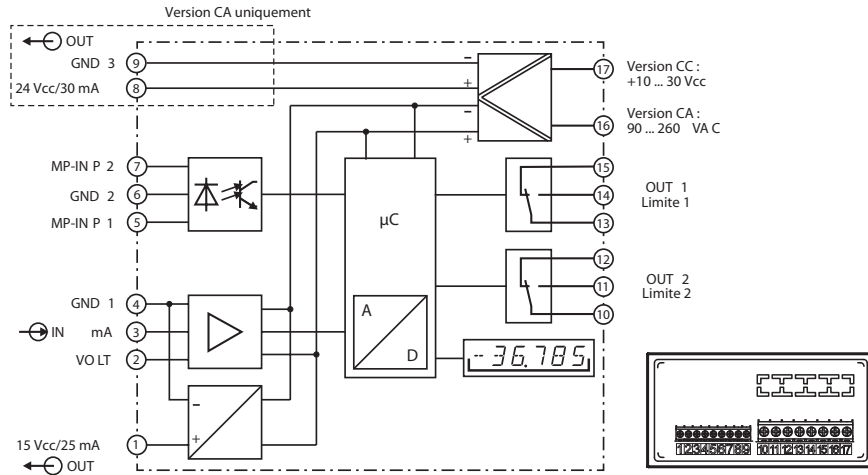 Version CA uniquement
OUT
GND 3
9
24 Vcc/30 mA
8
MP-IN P 2
7
GND 2
6
MP-IN P 1
5
GND 1
4
IN
mA
3
VO LT
2
15 Vcc/25 mA
1
OUT
−
+
−
+
µC
A
D
−
+
- 36.785
17
Version CC :
+10 ... 30 Vcc
16
Version CA :
90 ... 260 VA C
15
14
13
OUT 1
Limite 1
12
11
10
OUT 2
Limite 2
1 2 3 4 5 6 7 8 9
10 11 12 13 14 15 16 17